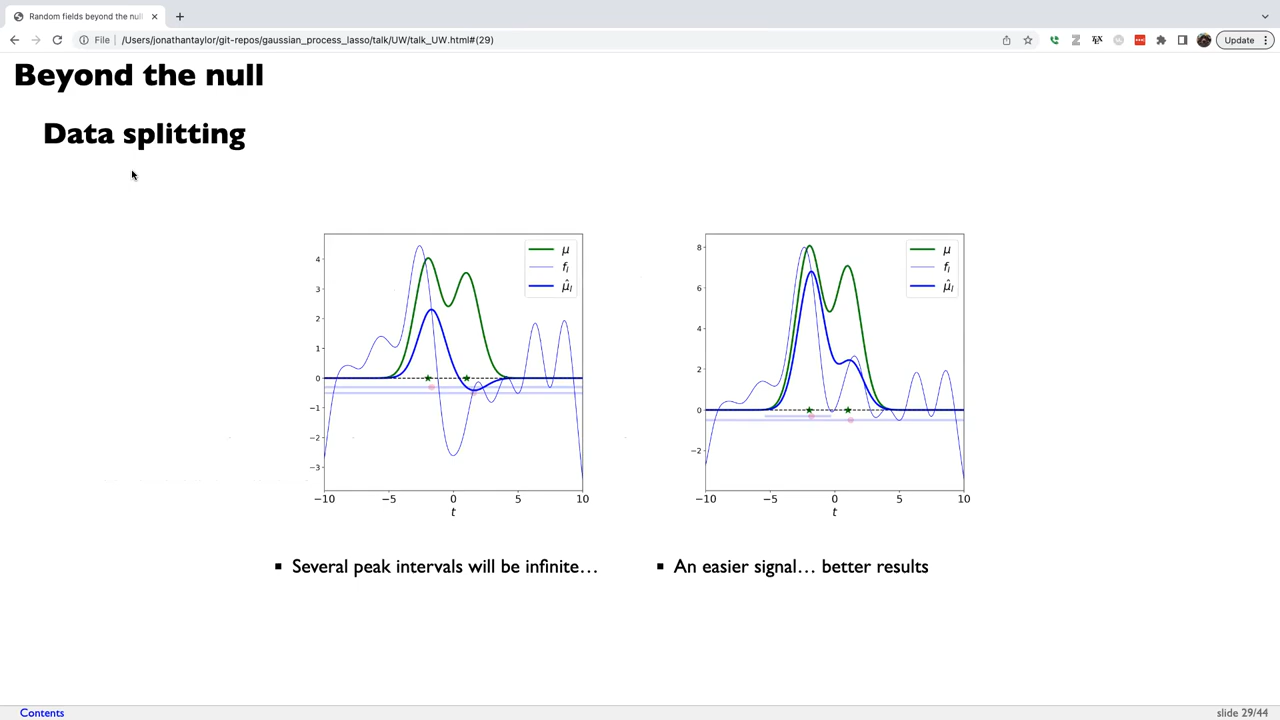 Random fields beyond the nul
File
/Users/jonathantaylor/git-repos/gaussian_process_lasso/talk/UW/talk_UW.html#(29)
Update
Beyond the null
Data splitting
μ
f_l
μ̂_l
4
3
2
1
0
−1
−2
−3
−10 −5 0 5 10
t
μ
f_l
μ̂_l
8
6
4
2
0
−2
−10 −5 0 5 10
t
▪ Several peak intervals will be infinite…
▪ An easier signal… better results
Contents
slide 29/44